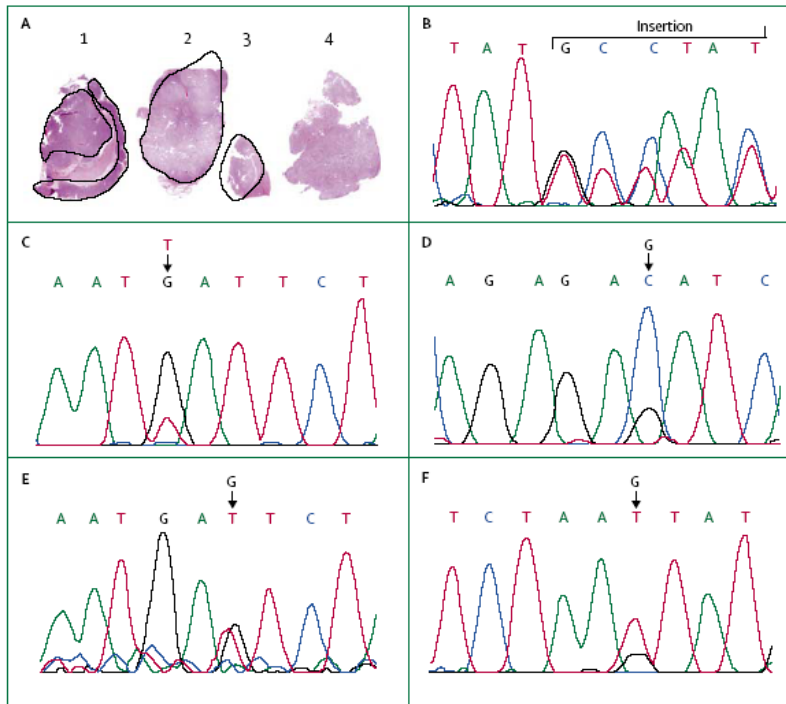 A
1 2 3 4
B
Insertion
T A T G C C T A T
C
T
A A T G A T T C T
D
G
A G A G A C A T C
E
G
A A T G A T T C T
F
G
T C T A A T T A T